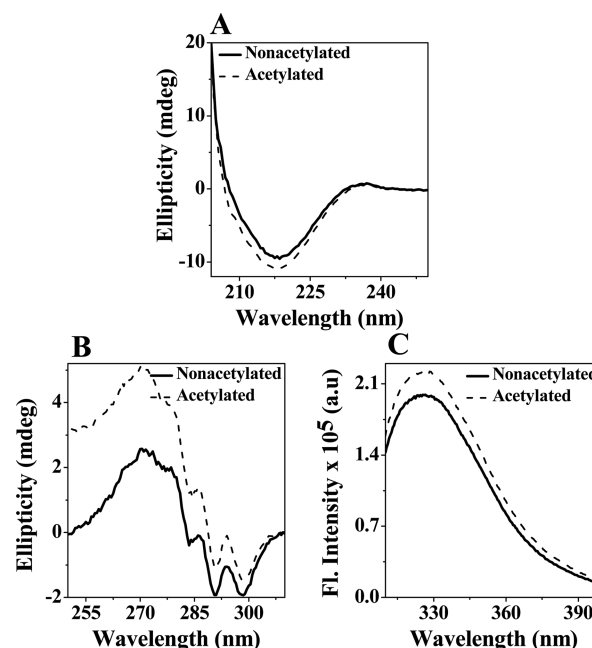 A
Nonacetylated
Acetylated
20
10
0
-10
Ellipticity (mdeg)
210 225 240
Wavelength (nm)
B
Nonacetylated
Acetylated
4
2
0
-2
Ellipticity (mdeg)
255 270 285 300
Wavelength (nm)
C
Nonacetylated
Acetylated
2.1
1.4
0.7
0.0
Fl. Intensity x 10⁵ (a.u)
330 360 390
Wavelength (nm)